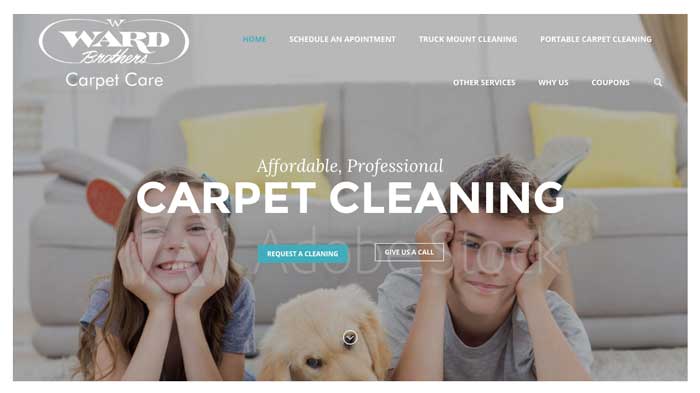 W
WARD
Brothers
Carpet Care
HOME SCHEDULE AN APOINTMENT TRUCK MOUNT CLEANING PORTABLE CARPET CLEANING
OTHER SERVICES WHY US COUPONS
Affordable, Professional
CARPET CLEANING
REQUEST A CLEANING GIVE US A CALL
Adobe Stock